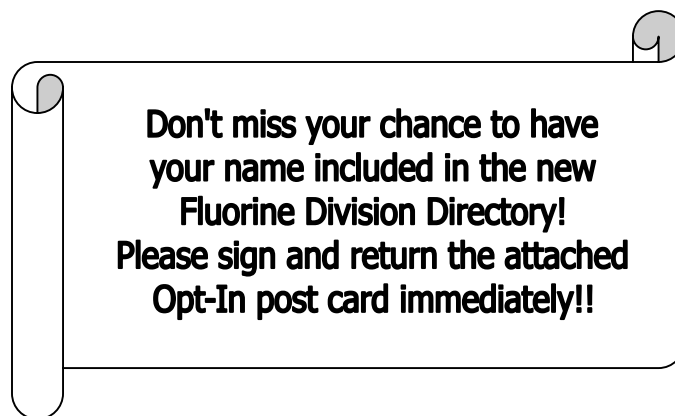 Don't miss your chance to have
your name included in the new
Fluorine Division Directory!
Please sign and return the attached
Opt-In post card immediately!!